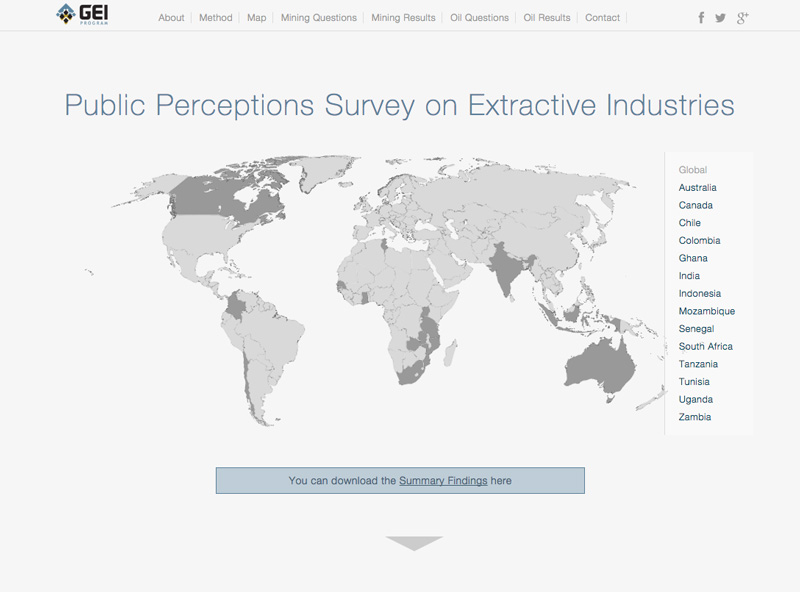 GEI
PROGRAM
About Method Map Mining Questions Mining Results Oil Questions Oil Results Contact
Public Perceptions Survey on Extractive Industries
Global
Australia
Canada
Chile
Colombia
Ghana
India
Indonesia
Mozambique
Senegal
South Africa
Tanzania
Tunisia
Uganda
Zambia
You can download the Summary Findings here